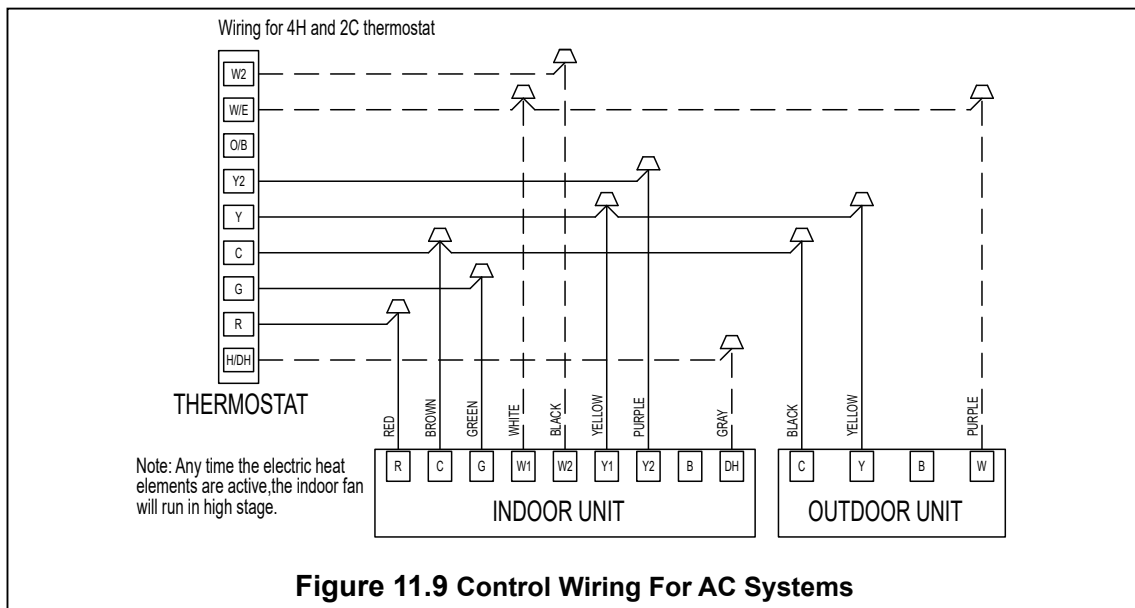 Wiring for 4H and 2C thermostat
W2
W/E
O/B
Y2
Y
C
G
R
H/DH
THERMOSTAT
RED
BROWN
GREEN
WHITE
BLACK
YELLOW
PURPLE
GRAY
BLACK
YELLOW
PURPLE
Note: Any time the electric heat
elements are active,the indoor fan
will run in high stage.
R C G W1 W2 Y1 Y2 B DH
INDOOR UNIT
C Y B W
OUTDOOR UNIT
Figure 11.9 Control Wiring For AC Systems